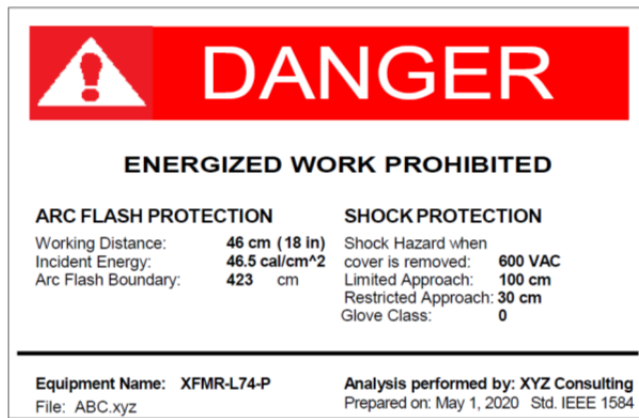 DANGER
ENERGIZED WORK PROHIBITED
ARC FLASH PROTECTION
Working Distance: 46 cm (18 in)
Incident Energy: 46.5 cal/cm^2
Arc Flash Boundary: 423 cm
SHOCK PROTECTION
Shock Hazard when
cover is removed: 600 VAC
Limited Approach: 100 cm
Restricted Approach: 30 cm
Glove Class: 0
Equipment Name: XFMR-L74-P
File: ABC.xyz
Analysis performed by: XYZ Consulting
Prepared on: May 1, 2020 Std. IEEE 1584